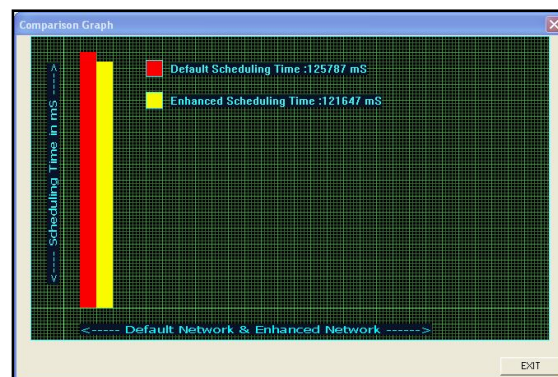 Comparison Graph
Default Scheduling Time :125787 mS
Enhanced Scheduling Time :121647 mS
<----- Scheduling Time in mS ----->
<----- Default Network & Enhanced Network ------>
EXIT